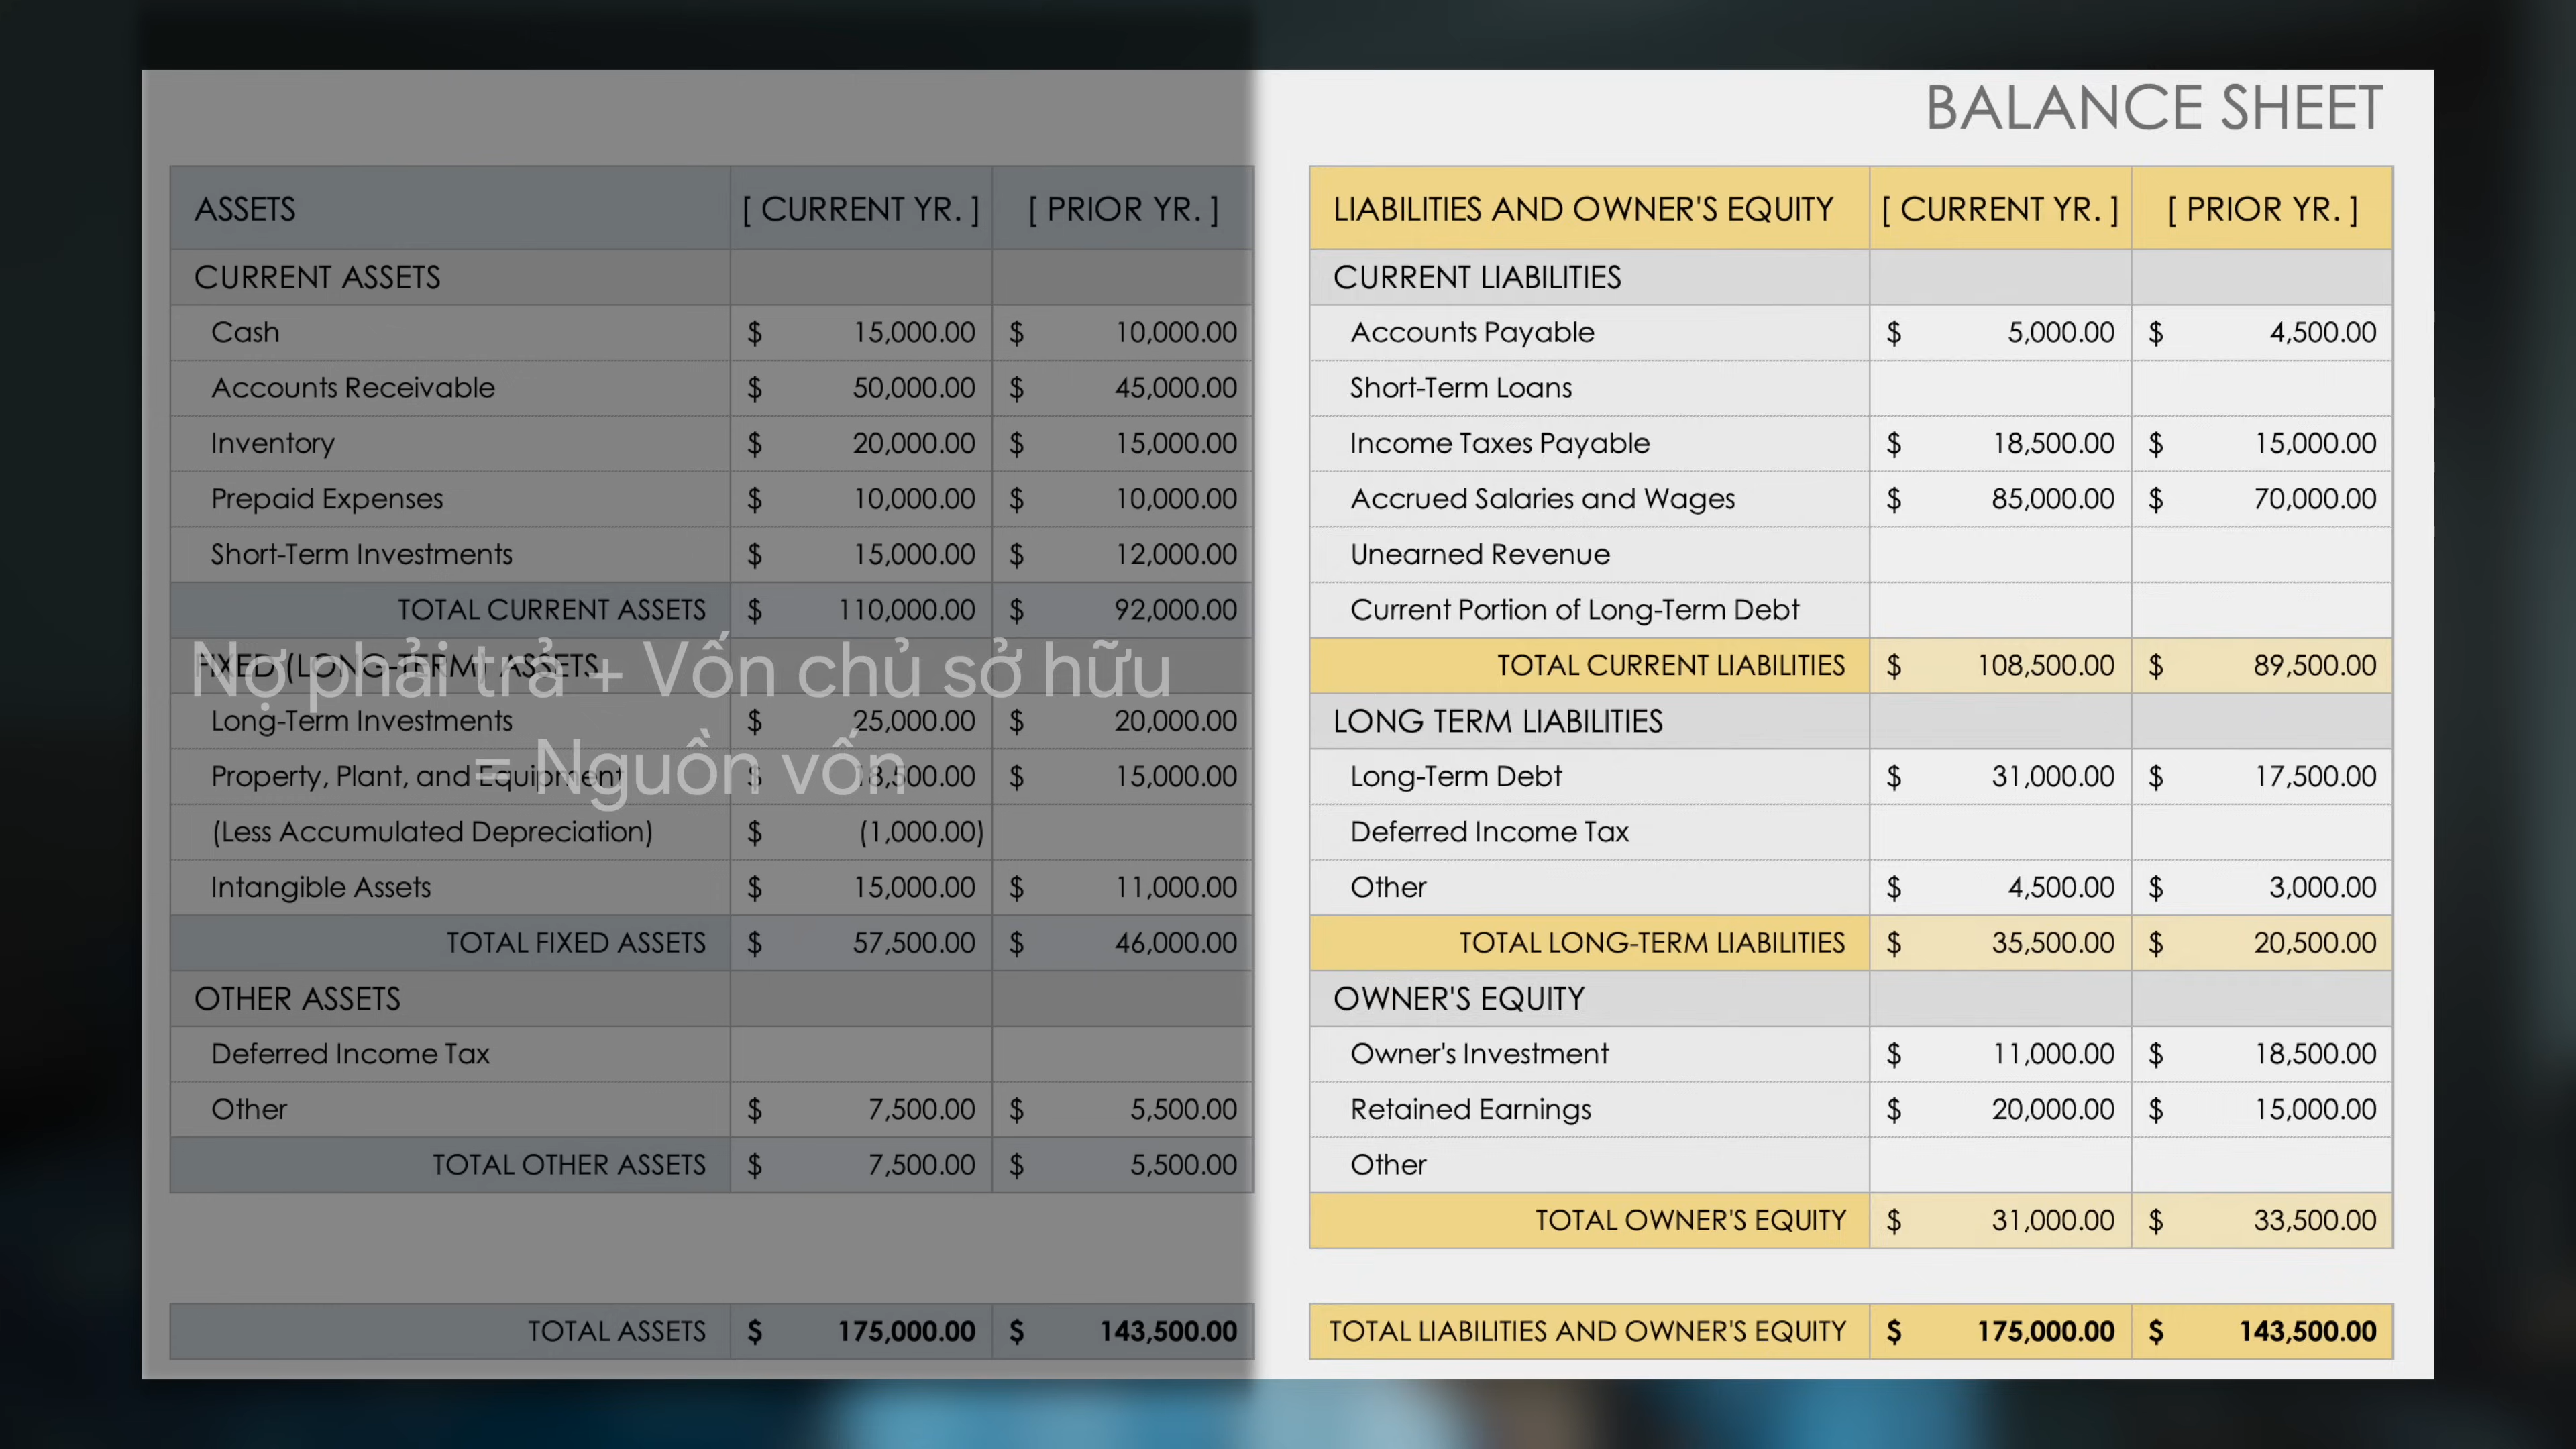 BALANCE SHEET
ASSETS [ CURRENT YR. ] [ PRIOR YR. ]
CURRENT ASSETS
Cash $ 15,000.00 $ 10,000.00
Accounts Receivable $ 50,000.00 $ 45,000.00
Inventory $ 20,000.00 $ 15,000.00
Prepaid Expenses $ 10,000.00 $ 10,000.00
Short-Term Investments $ 15,000.00 $ 12,000.00
TOTAL CURRENT ASSETS $ 110,000.00 $ 92,000.00
FIXED (LONG-TERM) ASSETS
Long-Term Investments $ 25,000.00 $ 20,000.00
Property, Plant, and Equipment $ 18,500.00 $ 15,000.00
(Less Accumulated Depreciation) $ (1,000.00)
Intangible Assets $ 15,000.00 $ 11,000.00
TOTAL FIXED ASSETS $ 57,500.00 $ 46,000.00
OTHER ASSETS
Deferred Income Tax
Other $ 7,500.00 $ 5,500.00
TOTAL OTHER ASSETS $ 7,500.00 $ 5,500.00
TOTAL ASSETS $ 175,000.00 $ 143,500.00
Nợ phải trả + Vốn chủ sở hữu
= Nguồn vốn
LIABILITIES AND OWNER'S EQUITY [ CURRENT YR. ] [ PRIOR YR. ]
CURRENT LIABILITIES
Accounts Payable $ 5,000.00 $ 4,500.00
Short-Term Loans
Income Taxes Payable $ 18,500.00 $ 15,000.00
Accrued Salaries and Wages $ 85,000.00 $ 70,000.00
Unearned Revenue
Current Portion of Long-Term Debt
TOTAL CURRENT LIABILITIES $ 108,500.00 $ 89,500.00
LONG TERM LIABILITIES
Long-Term Debt $ 31,000.00 $ 17,500.00
Deferred Income Tax
Other $ 4,500.00 $ 3,000.00
TOTAL LONG-TERM LIABILITIES $ 35,500.00 $ 20,500.00
OWNER'S EQUITY
Owner's Investment $ 11,000.00 $ 18,500.00
Retained Earnings $ 20,000.00 $ 15,000.00
Other
TOTAL OWNER'S EQUITY $ 31,000.00 $ 33,500.00
TOTAL LIABILITIES AND OWNER'S EQUITY $ 175,000.00 $ 143,500.00